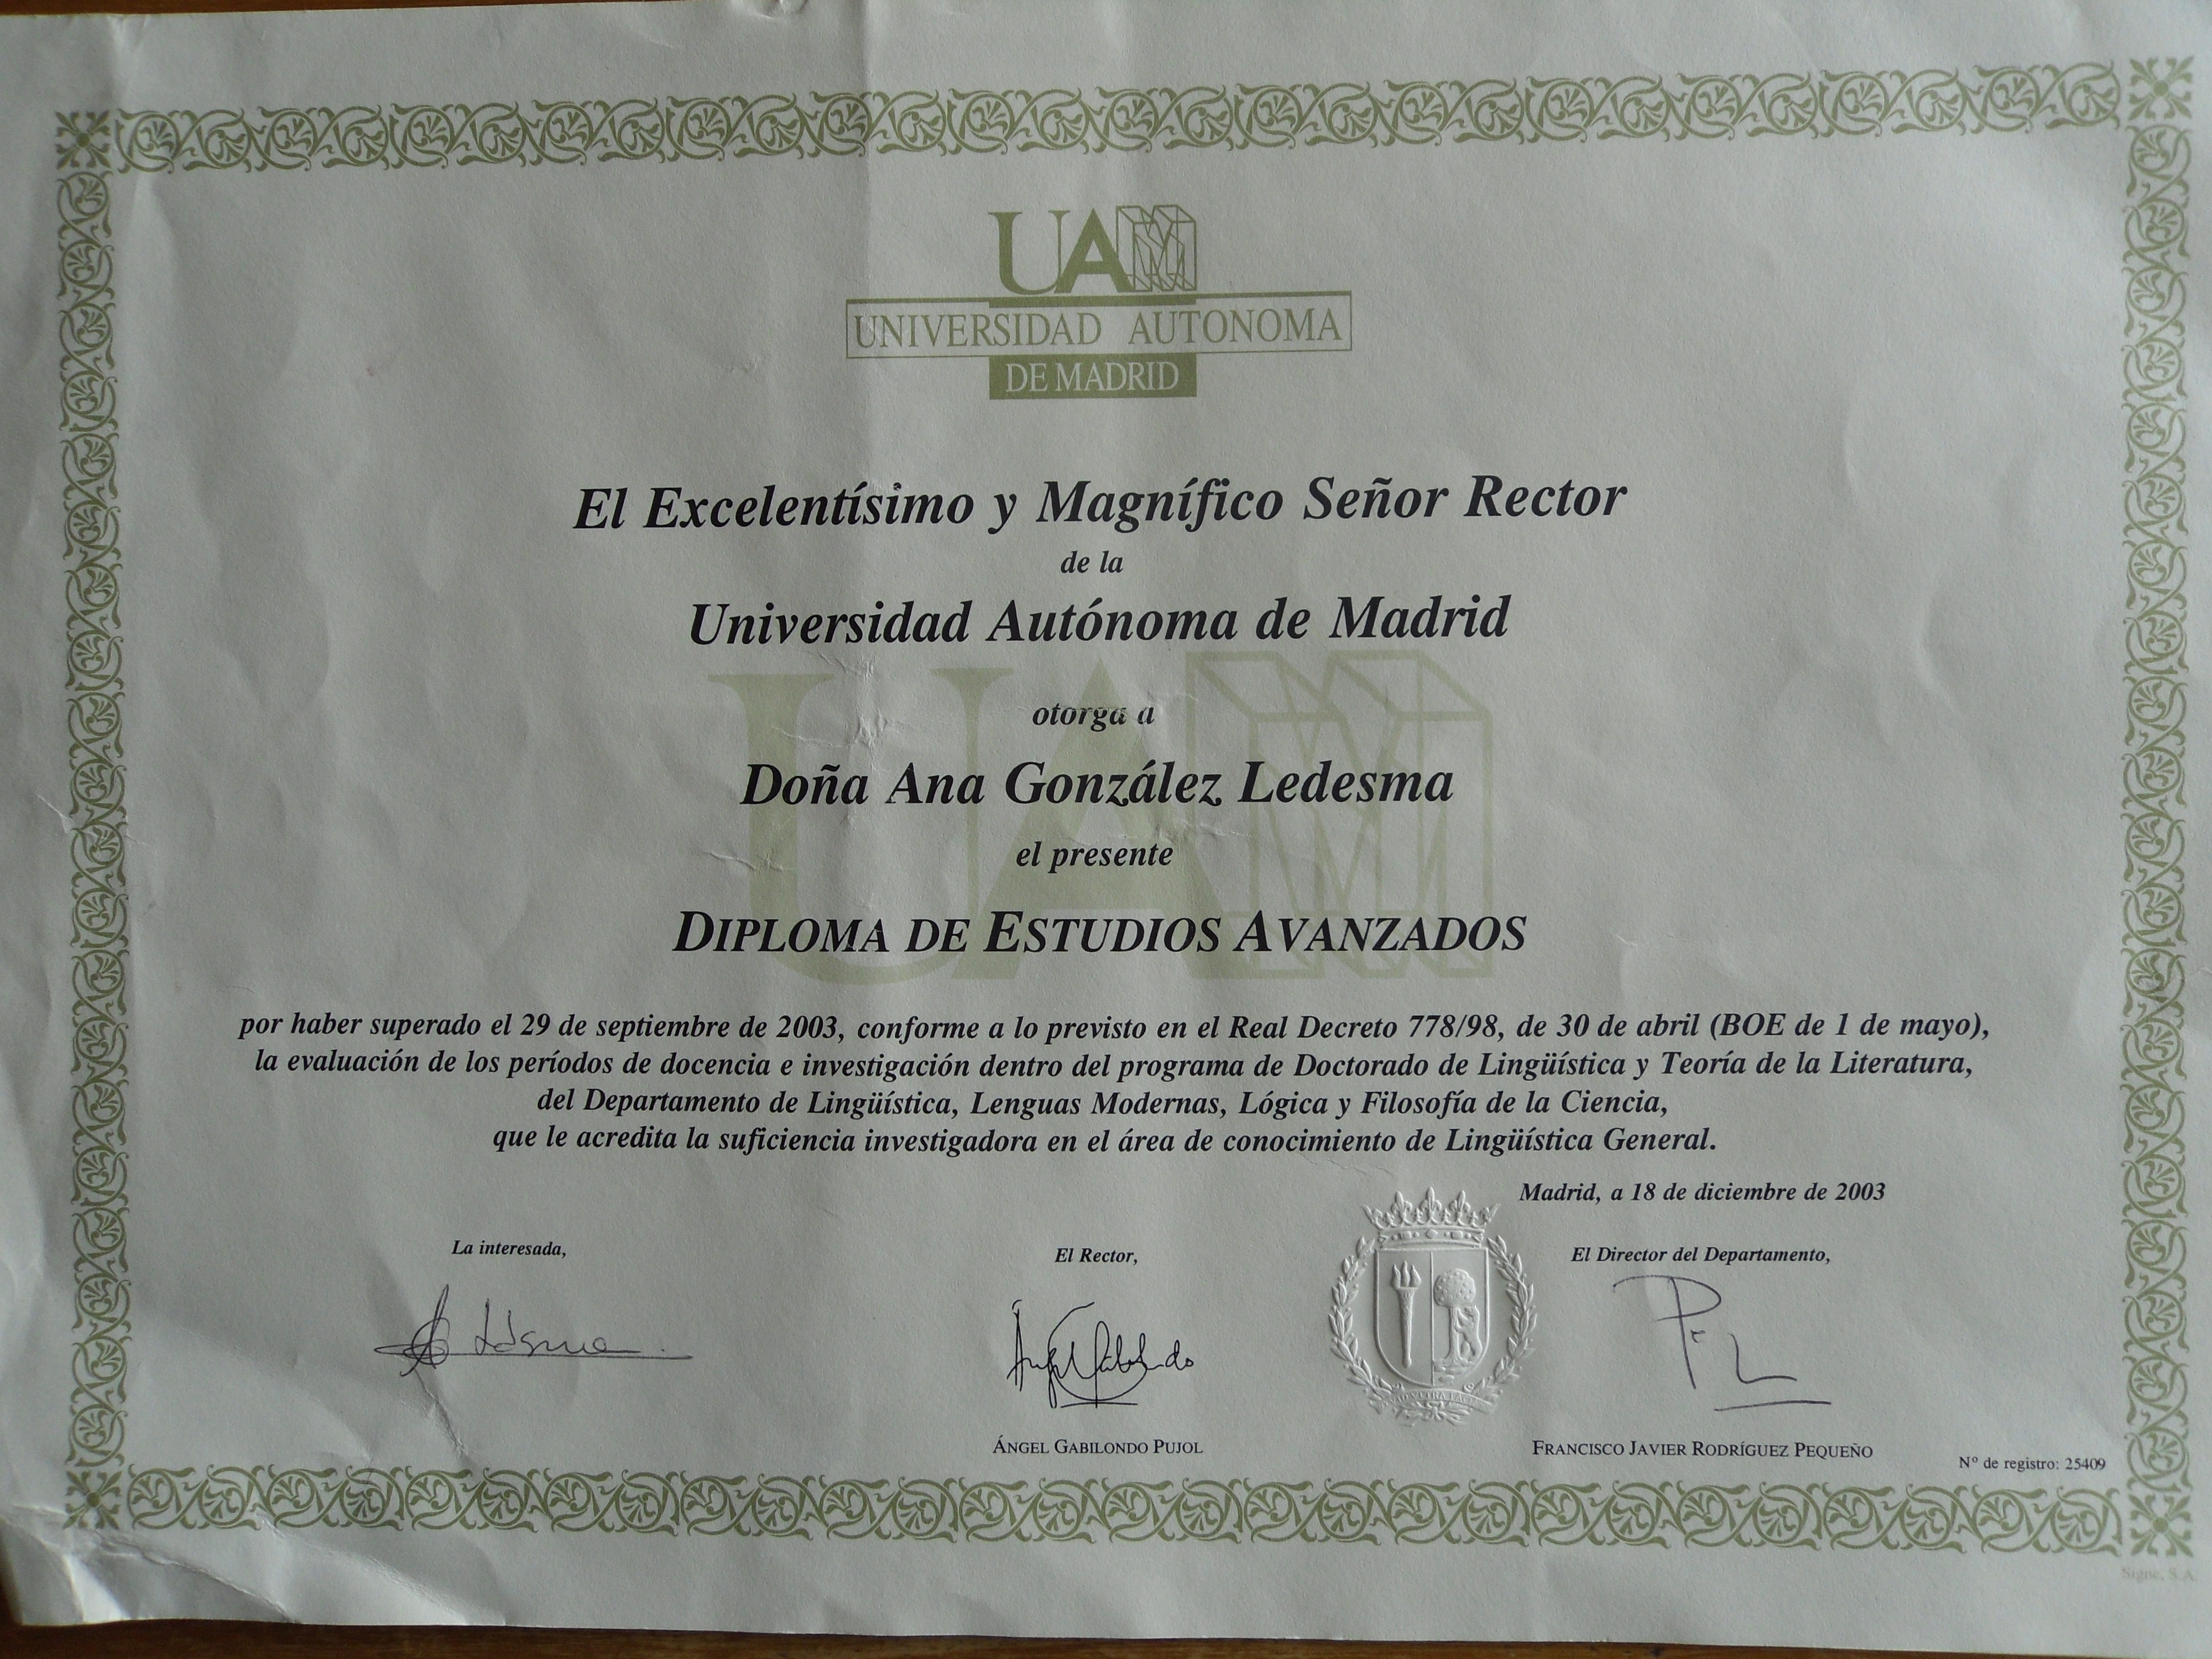 UAM
UNIVERSIDAD AUTONOMA
DE MADRID
El Excelentísimo y Magnífico Señor Rector
de la
Universidad Autónoma de Madrid
otorga a
Doña Ana González Ledesma
el presente
DIPLOMA DE ESTUDIOS AVANZADOS
por haber superado el 29 de septiembre de 2003, conforme a lo previsto en el Real Decreto 778/98, de 30 de abril (BOE de 1 de mayo),
la evaluación de los períodos de docencia e investigación dentro del programa de Doctorado de Lingüística y Teoría de la Literatura,
del Departamento de Lingüística, Lenguas Modernas, Lógica y Filosofía de la Ciencia,
que le acredita la suficiencia investigadora en el área de conocimiento de Lingüística General.
Madrid, a 18 de diciembre de 2003
La interesada,
El Rector,
El Director del Departamento,
Ledesma
Ángel Gabilondo
ÁNGEL GABILONDO PUJOL
FRANCISCO JAVIER RODRÍGUEZ PEQUEÑO
Nº de registro: 25409
Signe, S.A.